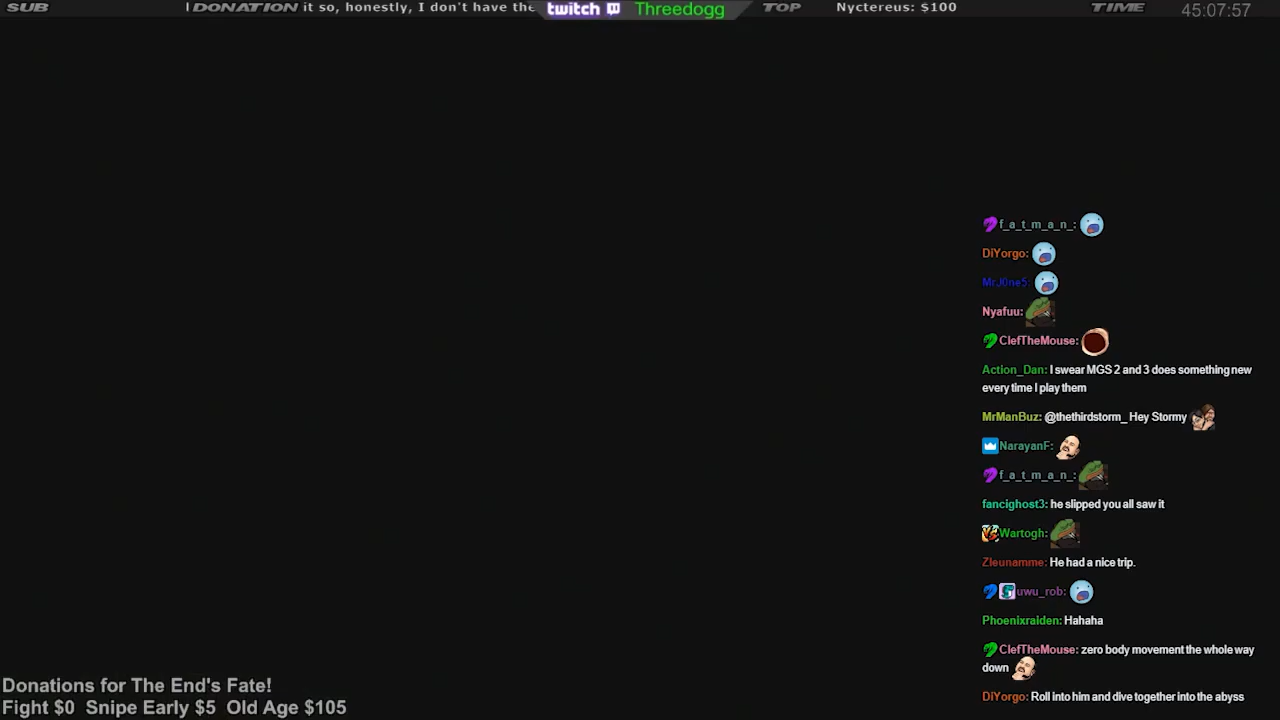 SUB I DONATION it so, honestly, I don't have the twitch Threedogg TOP Nyctereus: $100 TIME 45:07:57
f_a_t_m_a_n_:
DiYorgo:
MrJ0ne5:
Nyafuu:
ClefTheMouse:
Action_Dan: I swear MGS 2 and 3 does something new
every time I play them
MrManBuz: @thethirdstorm_ Hey Stormy
NarayanF:
f_a_t_m_a_n_:
fancighost3: he slipped you all saw it
Wartogh:
Zleunamme: He had a nice trip.
uwu_rob:
Phoenixraiden: Hahaha
ClefTheMouse: zero body movement the whole way
down
DiYorgo: Roll into him and dive together into the abyss
Donations for The End's Fate!
Fight $0 Snipe Early $5 Old Age $105